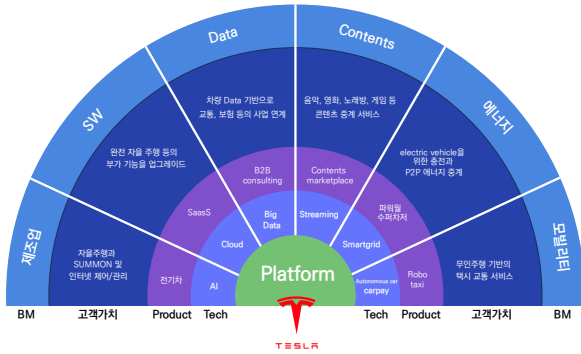 Data
Contents
SW
에너지
제조업
모빌리티
차량 Data 기반으로
교통, 보험 등의 사업 연계
음악, 영화, 노래방, 게임 등
콘텐츠 중계 서비스
완전 자율 주행 등의
부가 기능을 업그레이드
electric vehicle을
위한 충전과
P2P 에너지 중계
자율주행과
SUMMON 및
인터넷 제어/관리
무인주행 기반의
택시 교통 서비스
B2B
consulting
Contents
marketplace
SaasS
파워월
수퍼차저
전기차
Robo
taxi
Big
Data
Streaming
Cloud
Smartgrid
AI
Autonomous car
carpay
Platform
BM
고객가치
Product
Tech
Tech
Product
고객가치
BM
TESLA